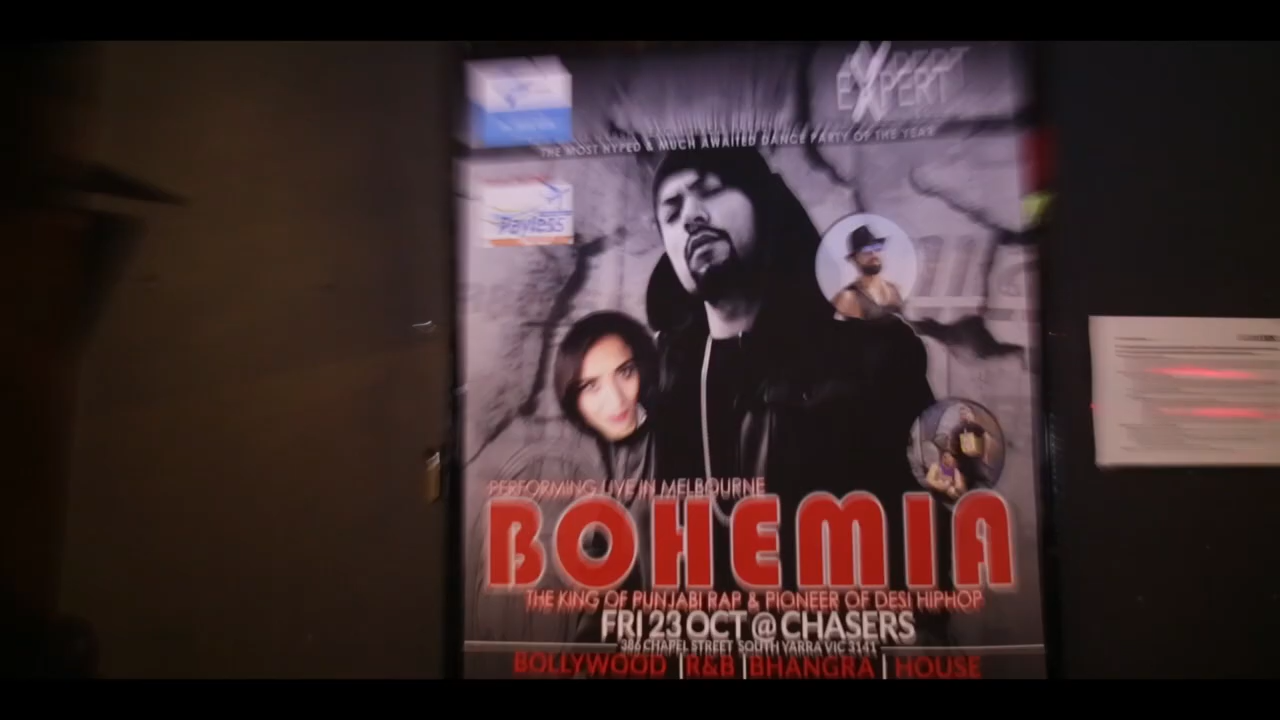 EXPERT
THE MOST HYPED & MUCH AWAITED DANCE PARTY OF THE YEAR
Payless
PERFORMING LIVE IN MELBOURNE
BOHEMIA
THE KING OF PUNJABI RAP & PIONEER OF DESI HIPHOP
FRI 23 OCT @ CHASERS
386 CHAPEL STREET SOUTH YARRA VIC 3141
BOLLYWOOD | R&B | BHANGRA | HOUSE